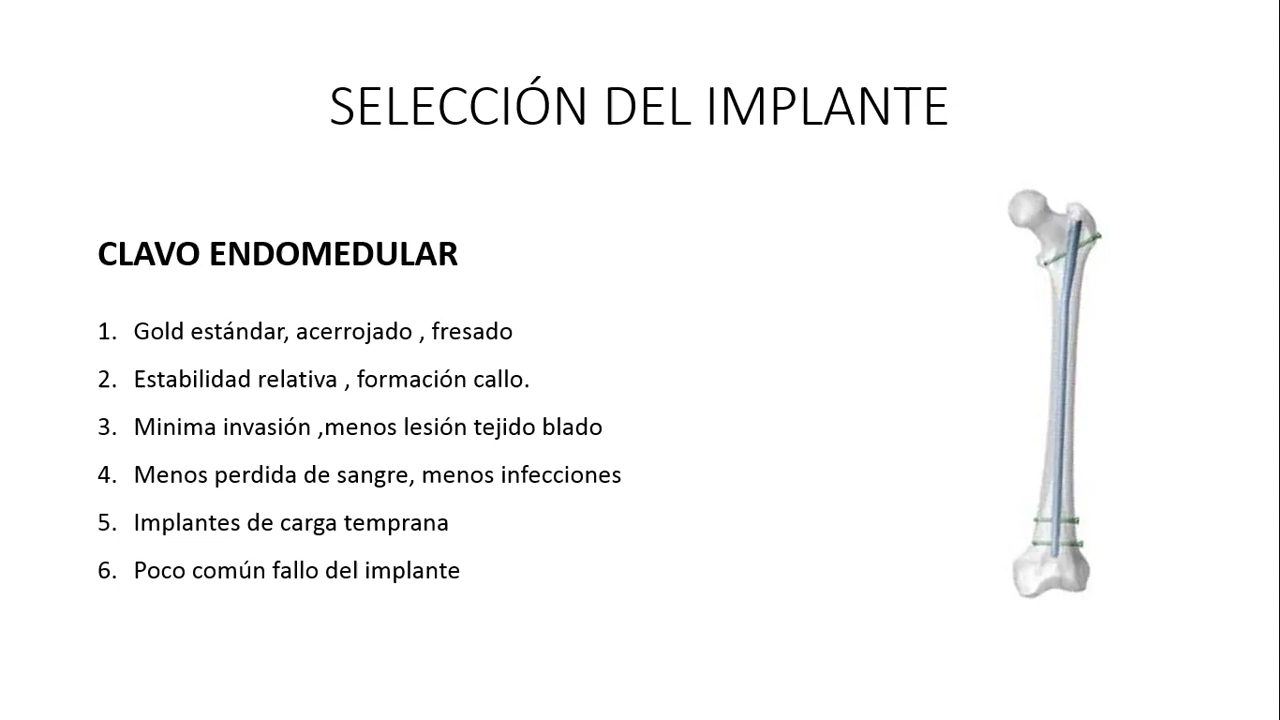 SELECCIÓN DEL IMPLANTE
CLAVO ENDOMEDULAR
1. Gold estándar, acerrojado , fresado
2. Estabilidad relativa , formación callo.
3. Minima invasión ,menos lesión tejido blado
4. Menos perdida de sangre, menos infecciones
5. Implantes de carga temprana
6. Poco común fallo del implante